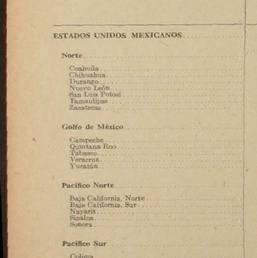 ESTADOS UNIDOS MEXICANOS
Norte
Coahuila
Chihuahua
Durango
Nuevo León
San Luis Potosí
Tamaulipas
Zacatecas
Golfo de México
Campeche
Quintana Roo
Tabasco
Veracruz
Yucatán
Pacífico Norte
Baja California, Norte
Baja California, Sur
Nayarit
Sinaloa
Sonora
Pacífico Sur
Colima